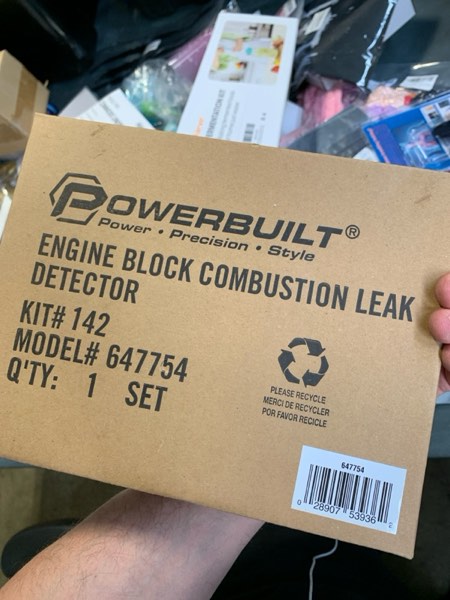 POWERBUILT®
Power • Precision • Style
ENGINE BLOCK COMBUSTION LEAK
DETECTOR
KIT# 142
MODEL# 647754
Q'TY: 1 SET
PLEASE RECYCLE
MERCI DE RECYCLER
POR FAVOR RECICLE
647754
0 28907 53936